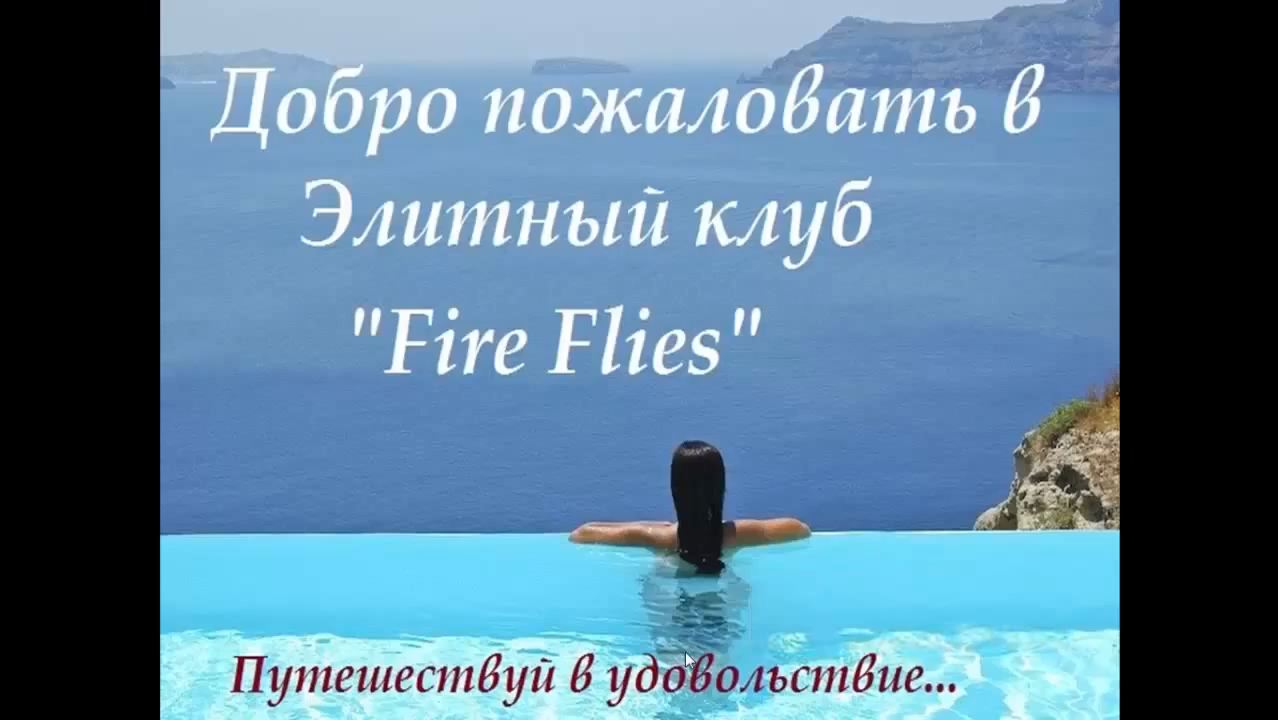 Добро пожаловать в
Элитный клуб
"Fire Flies"
Путешествуй в удовольствие...